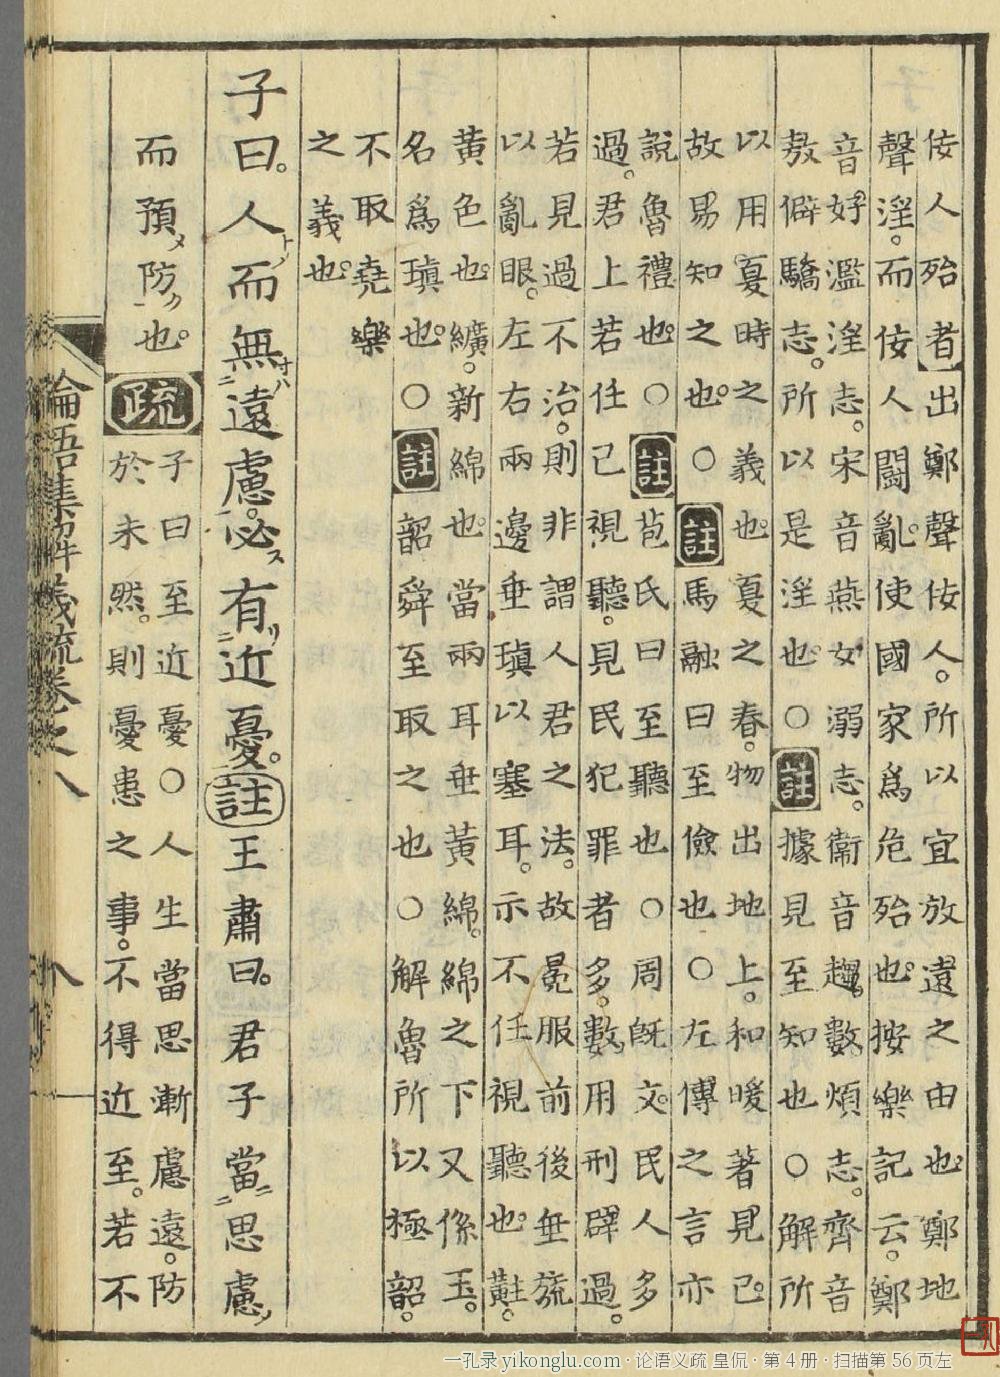 佞人殆者出鄭聲佞人。所以宜放遠之由也。鄭地
聲淫。而佞人鬪亂。使國家爲危殆也。按樂記云。鄭
音好濫淫志。宋音燕女溺志。衞音趨數煩志。齊音
敖僻驕志。所以是淫也。○註據見至知也○解所
以用夏時之義也。夏之春。物出地上。和暖著見己。
故易知之也。○註馬融曰至儉也○左傳之言亦
說魯禮也。○註苞氏曰至聽也○周旣文。民人多
過。君上若任己視聽。見民犯罪者多。數用刑辟過。
若見過不治。則非謂人君之法。故冕服前後垂旒
以亂眼。左右兩邊垂瑱以塞耳。示不任視聽也。黈。
黃色也。纊。新綿也。當兩耳垂黃綿。綿之下又係玉。
名爲瑱也。○註韶舜至取之也○解魯所以極韶。
不取堯樂
之義也。
子曰。人而無遠慮。必有近憂。註王肅曰。君子當思慮
而預防也。疏子曰至近憂○人生當思漸慮遠。防
於未然。則憂患之事。不得近至。若不
論語集解義疏卷之八
八
一孔录 yikonglu.com · 论语义疏 皇侃 · 第 4 册 · 扫描第 56 页左